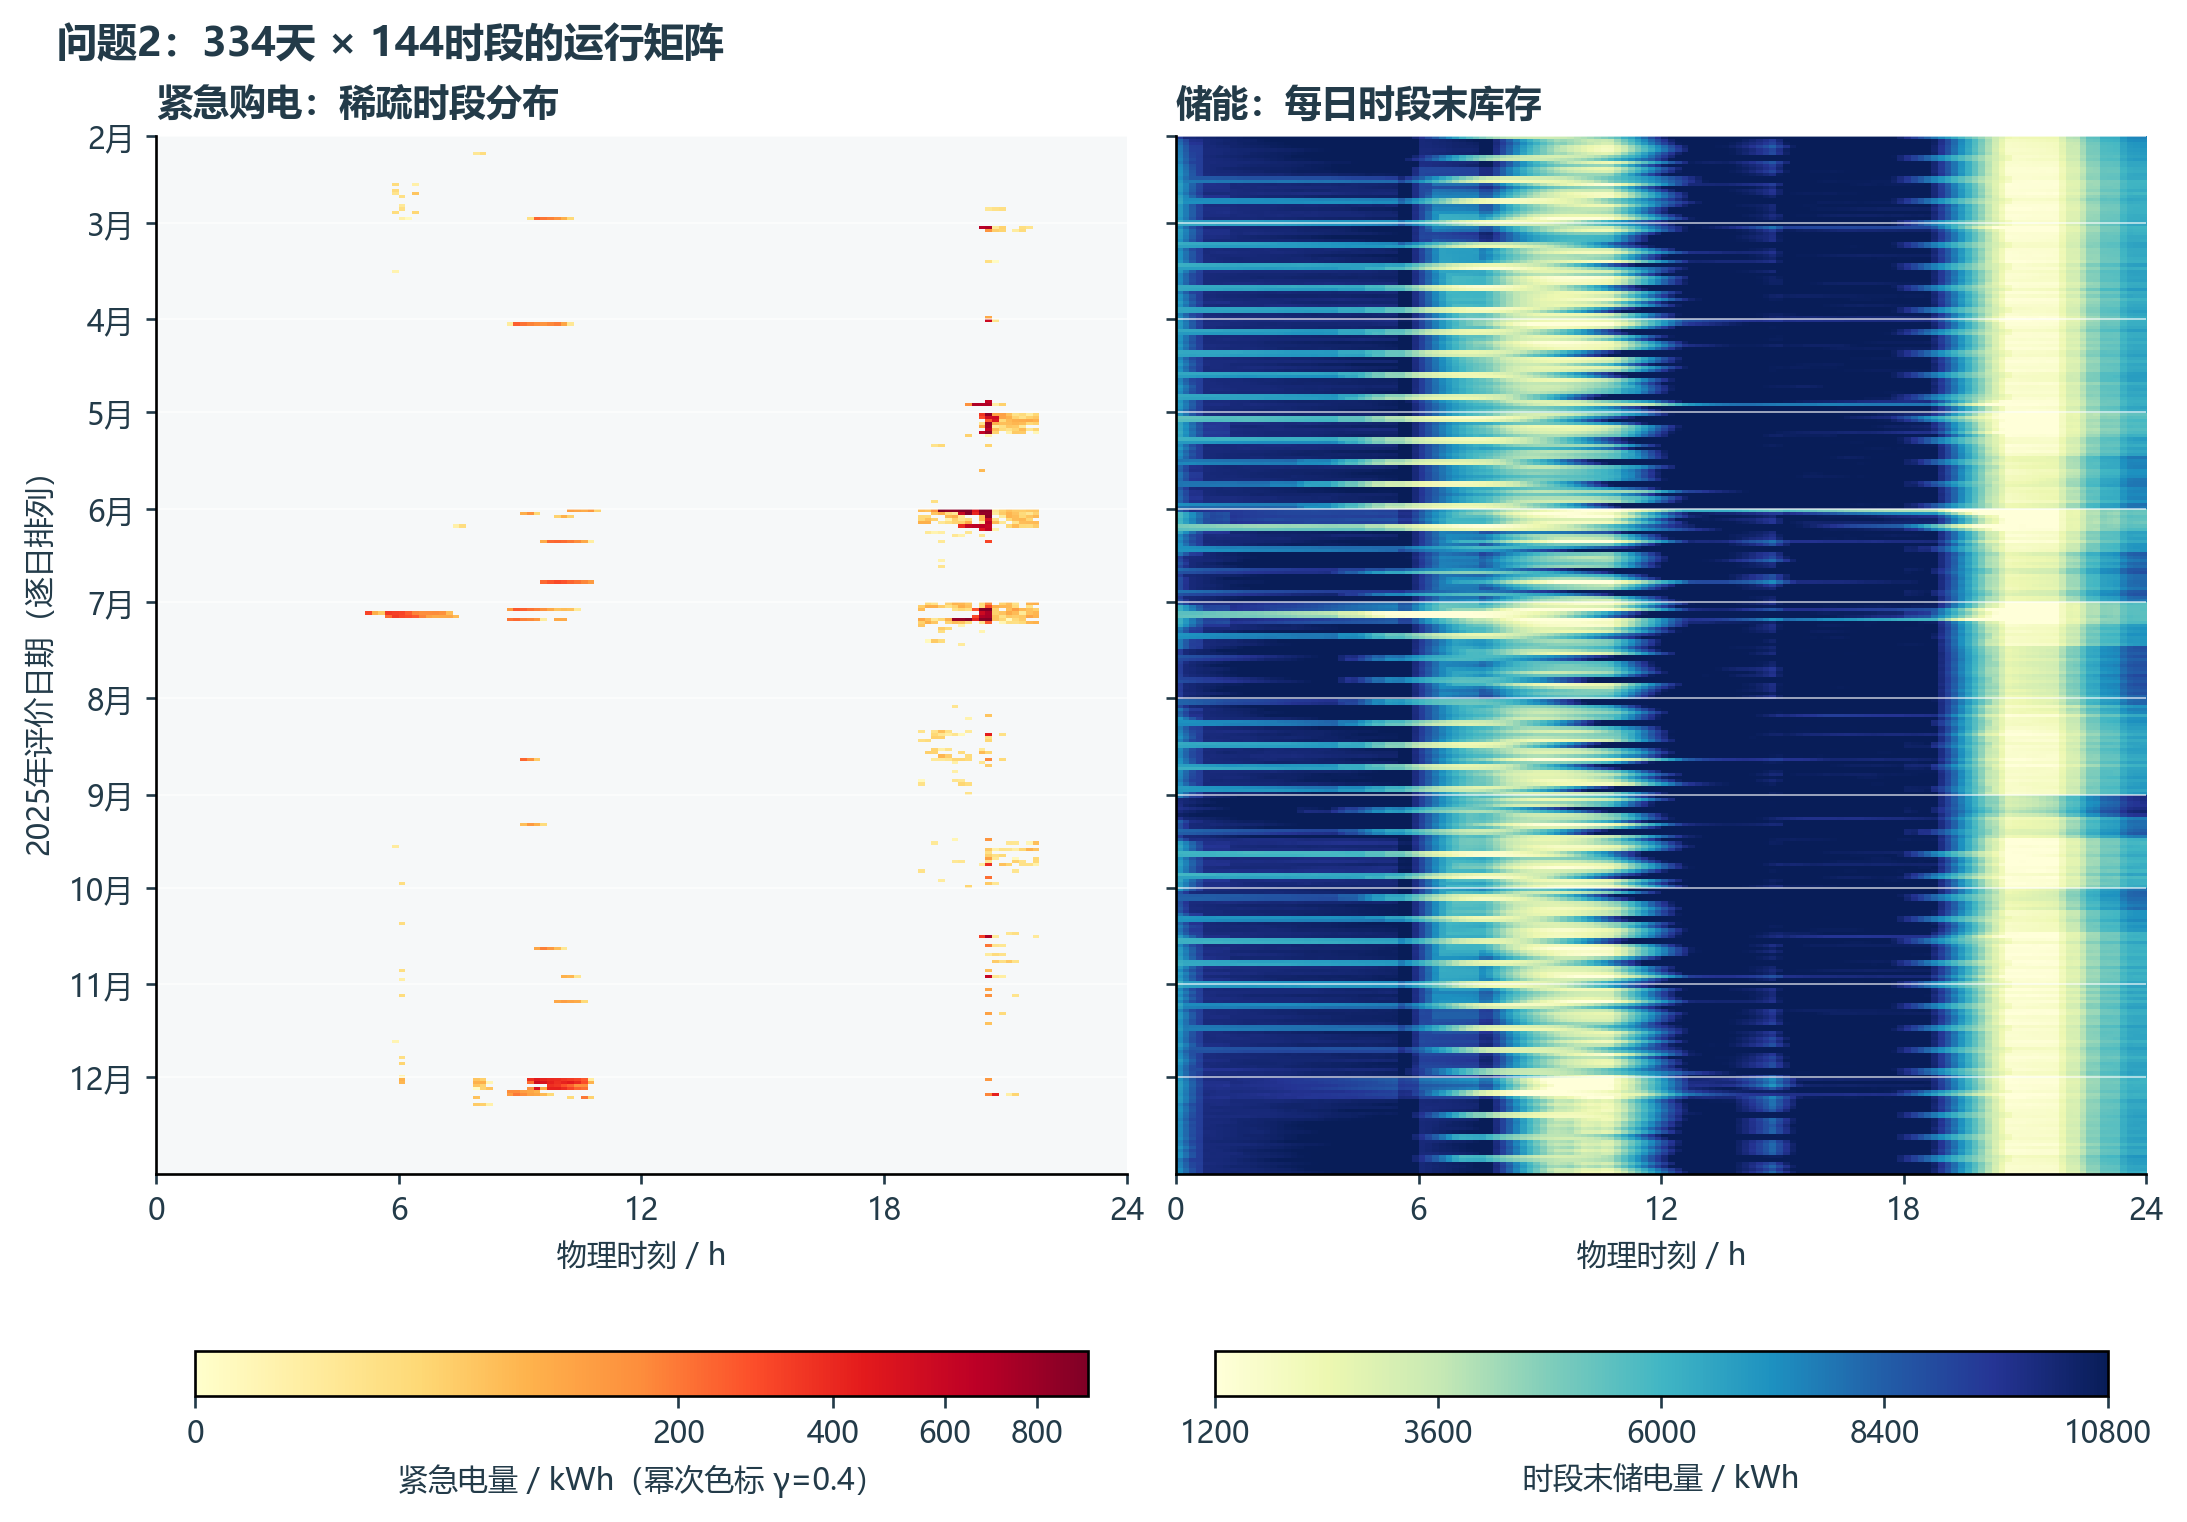 问题2：334天 × 144时段的运行矩阵
紧急购电：稀疏时段分布
2月
3月
4月
5月
6月
7月
8月
9月
10月
11月
12月
2025年评价日期（逐日排列）
0 6 12 18 24
物理时刻 / h
储能：每日时段末库存
0 6 12 18 24
物理时刻 / h
0 200 400 600 800
紧急电量 / kWh（幂次色标 γ=0.4）
1200 3600 6000 8400 10800
时段末储电量 / kWh